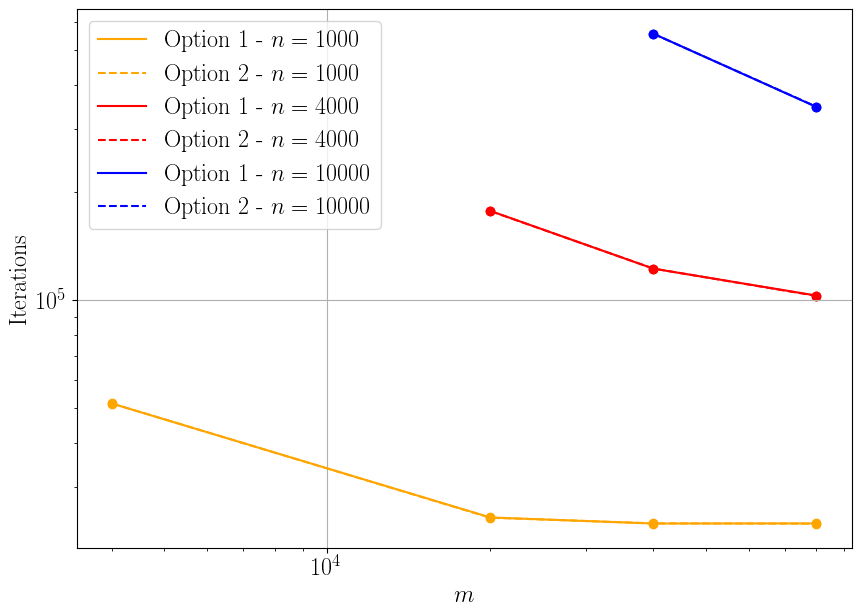 Option 1 - n = 1000
Option 2 - n = 1000
Option 1 - n = 4000
Option 2 - n = 4000
Option 1 - n = 10000
Option 2 - n = 10000
Iterations
10^5
10^4
m